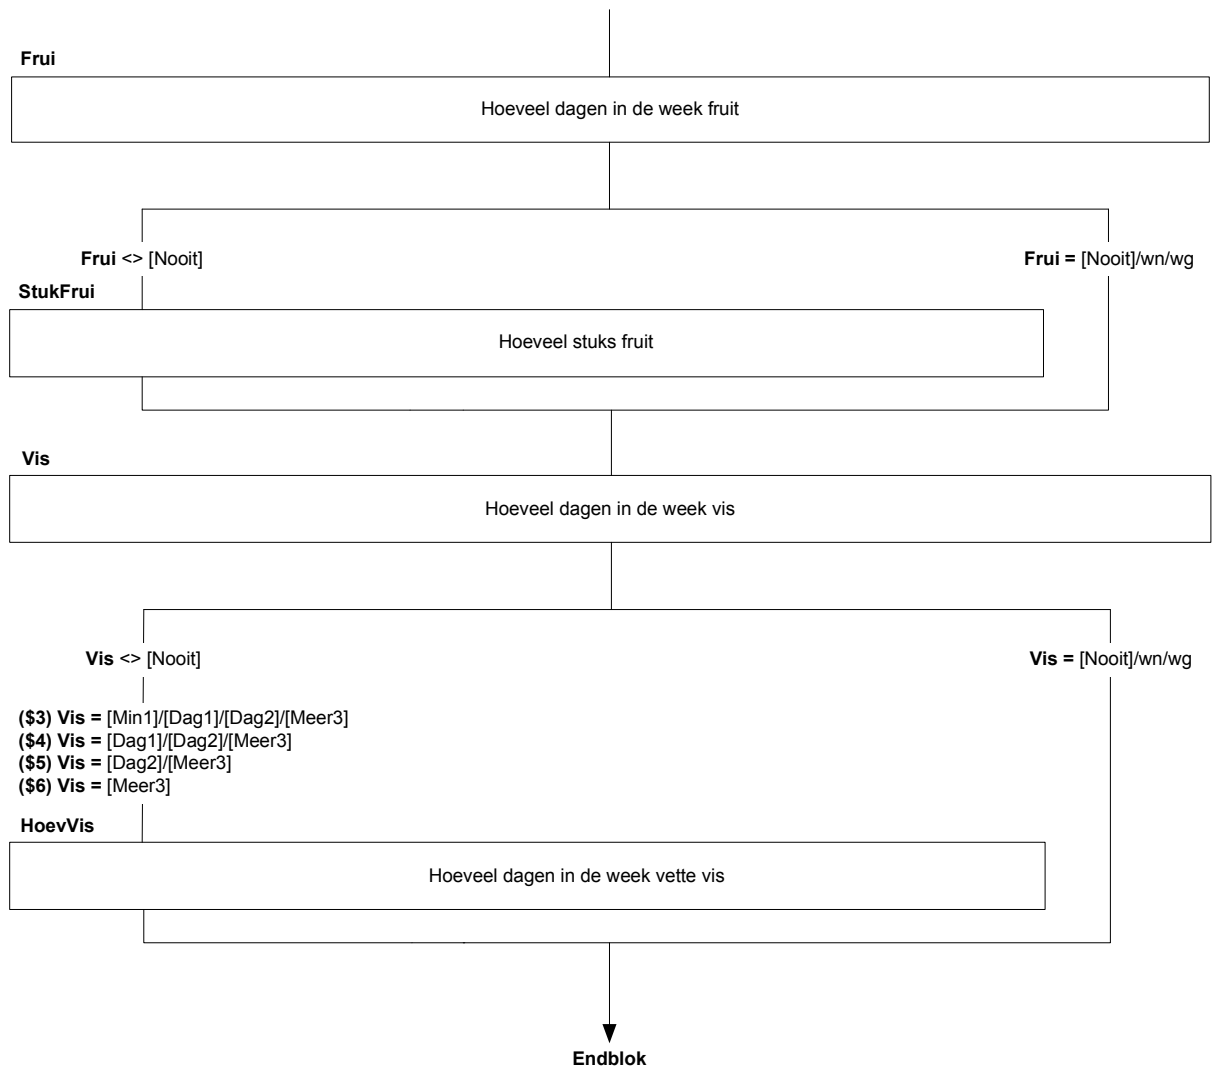 Frui
Hoeveel dagen in de week fruit
Frui <> [Nooit]
Frui = [Nooit]/wn/wg
StukFrui
Hoeveel stuks fruit
Vis
Hoeveel dagen in de week vis
Vis <> [Nooit]
Vis = [Nooit]/wn/wg
($3) Vis = [Min1]/[Dag1]/[Dag2]/[Meer3]
($4) Vis = [Dag1]/[Dag2]/[Meer3]
($5) Vis = [Dag2]/[Meer3]
($6) Vis = [Meer3]
HoevVis
Hoeveel dagen in de week vette vis
Endblok